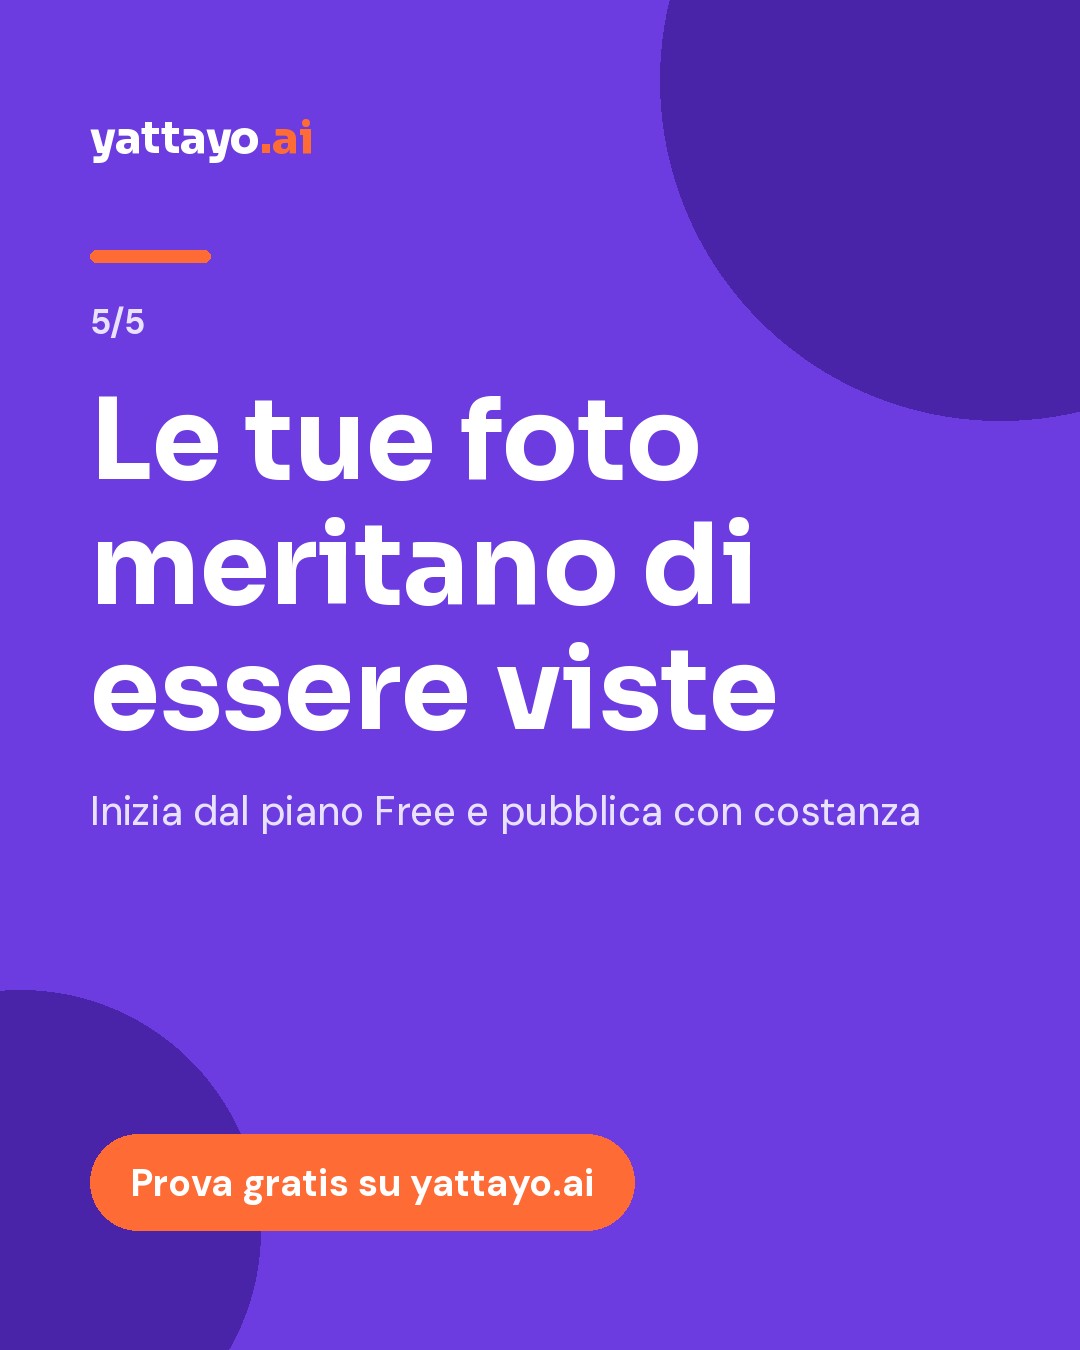 yattayo.ai
5/5
Le tue foto
meritano di
essere viste
Inizia dal piano Free e pubblica con costanza
Prova gratis su yattayo.ai